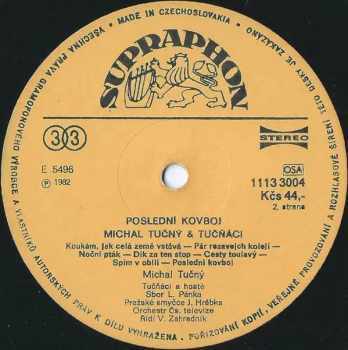 VŠECHNA PRÁVA GRAMOFONOVÉHO VÝROBCE A VLASTNÍKŮ AUTORSKÝCH PRÁV K DÍLU VYHRAŽENA. POŘIZOVÁNÍ KOPIÍ, VEŘEJNÉ PROVOZOVÁNÍ A ROZHLASOVÉ ŠÍŘENÍ TÉTO DESKY JE ZAKÁZÁNO
• MADE IN CZECHOSLOVAKIA •
SUPRAPHON
33
STEREO
E 5496
Ⓟ 1982
OSA
1113 3004
Kčs 44,-
2. strana
POSLEDNÍ KOVBOJ
MICHAL TUČNÝ & TUČŇÁCI
Koukám, jak celá země vstává — Pár rezavejch kolejí —
Noční pták — Dík za ten stop — Cesty toulavý —
Spím v obilí — Poslední kovboj
Michal Tučný
Tučňáci a hosté
Sbor L. Pánka
Pražské smyčce J. Hrábka
Orchestr Čs. televize
Řídí V. Zahradník